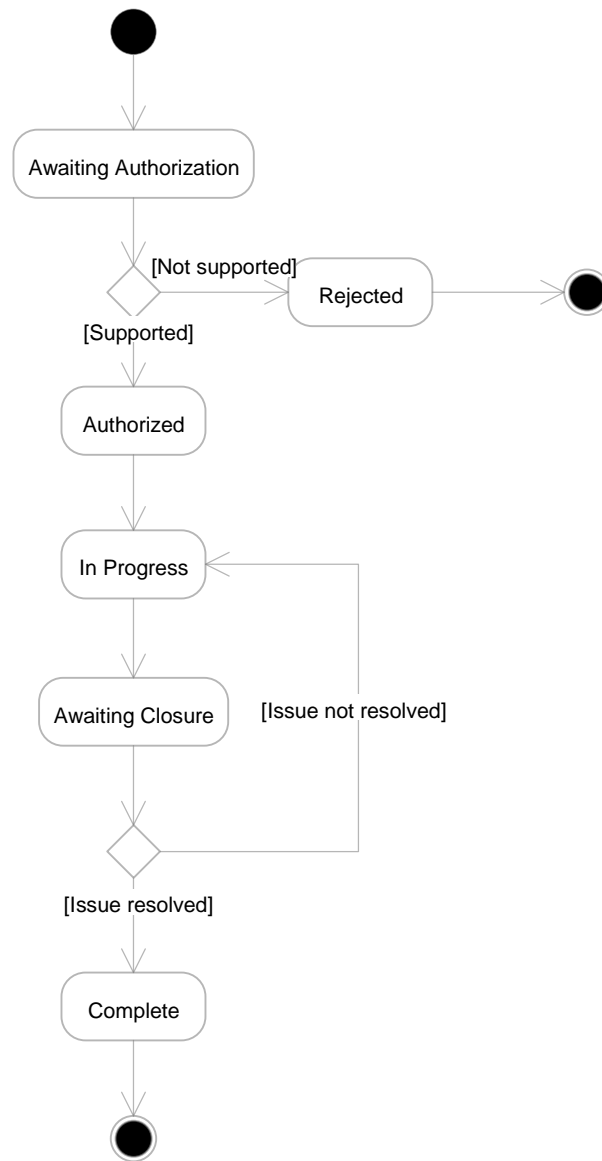 Awaiting Authorization
[Not supported]
Rejected
[Supported]
Authorized
In Progress
Awaiting Closure
[Issue not resolved]
[Issue resolved]
Complete